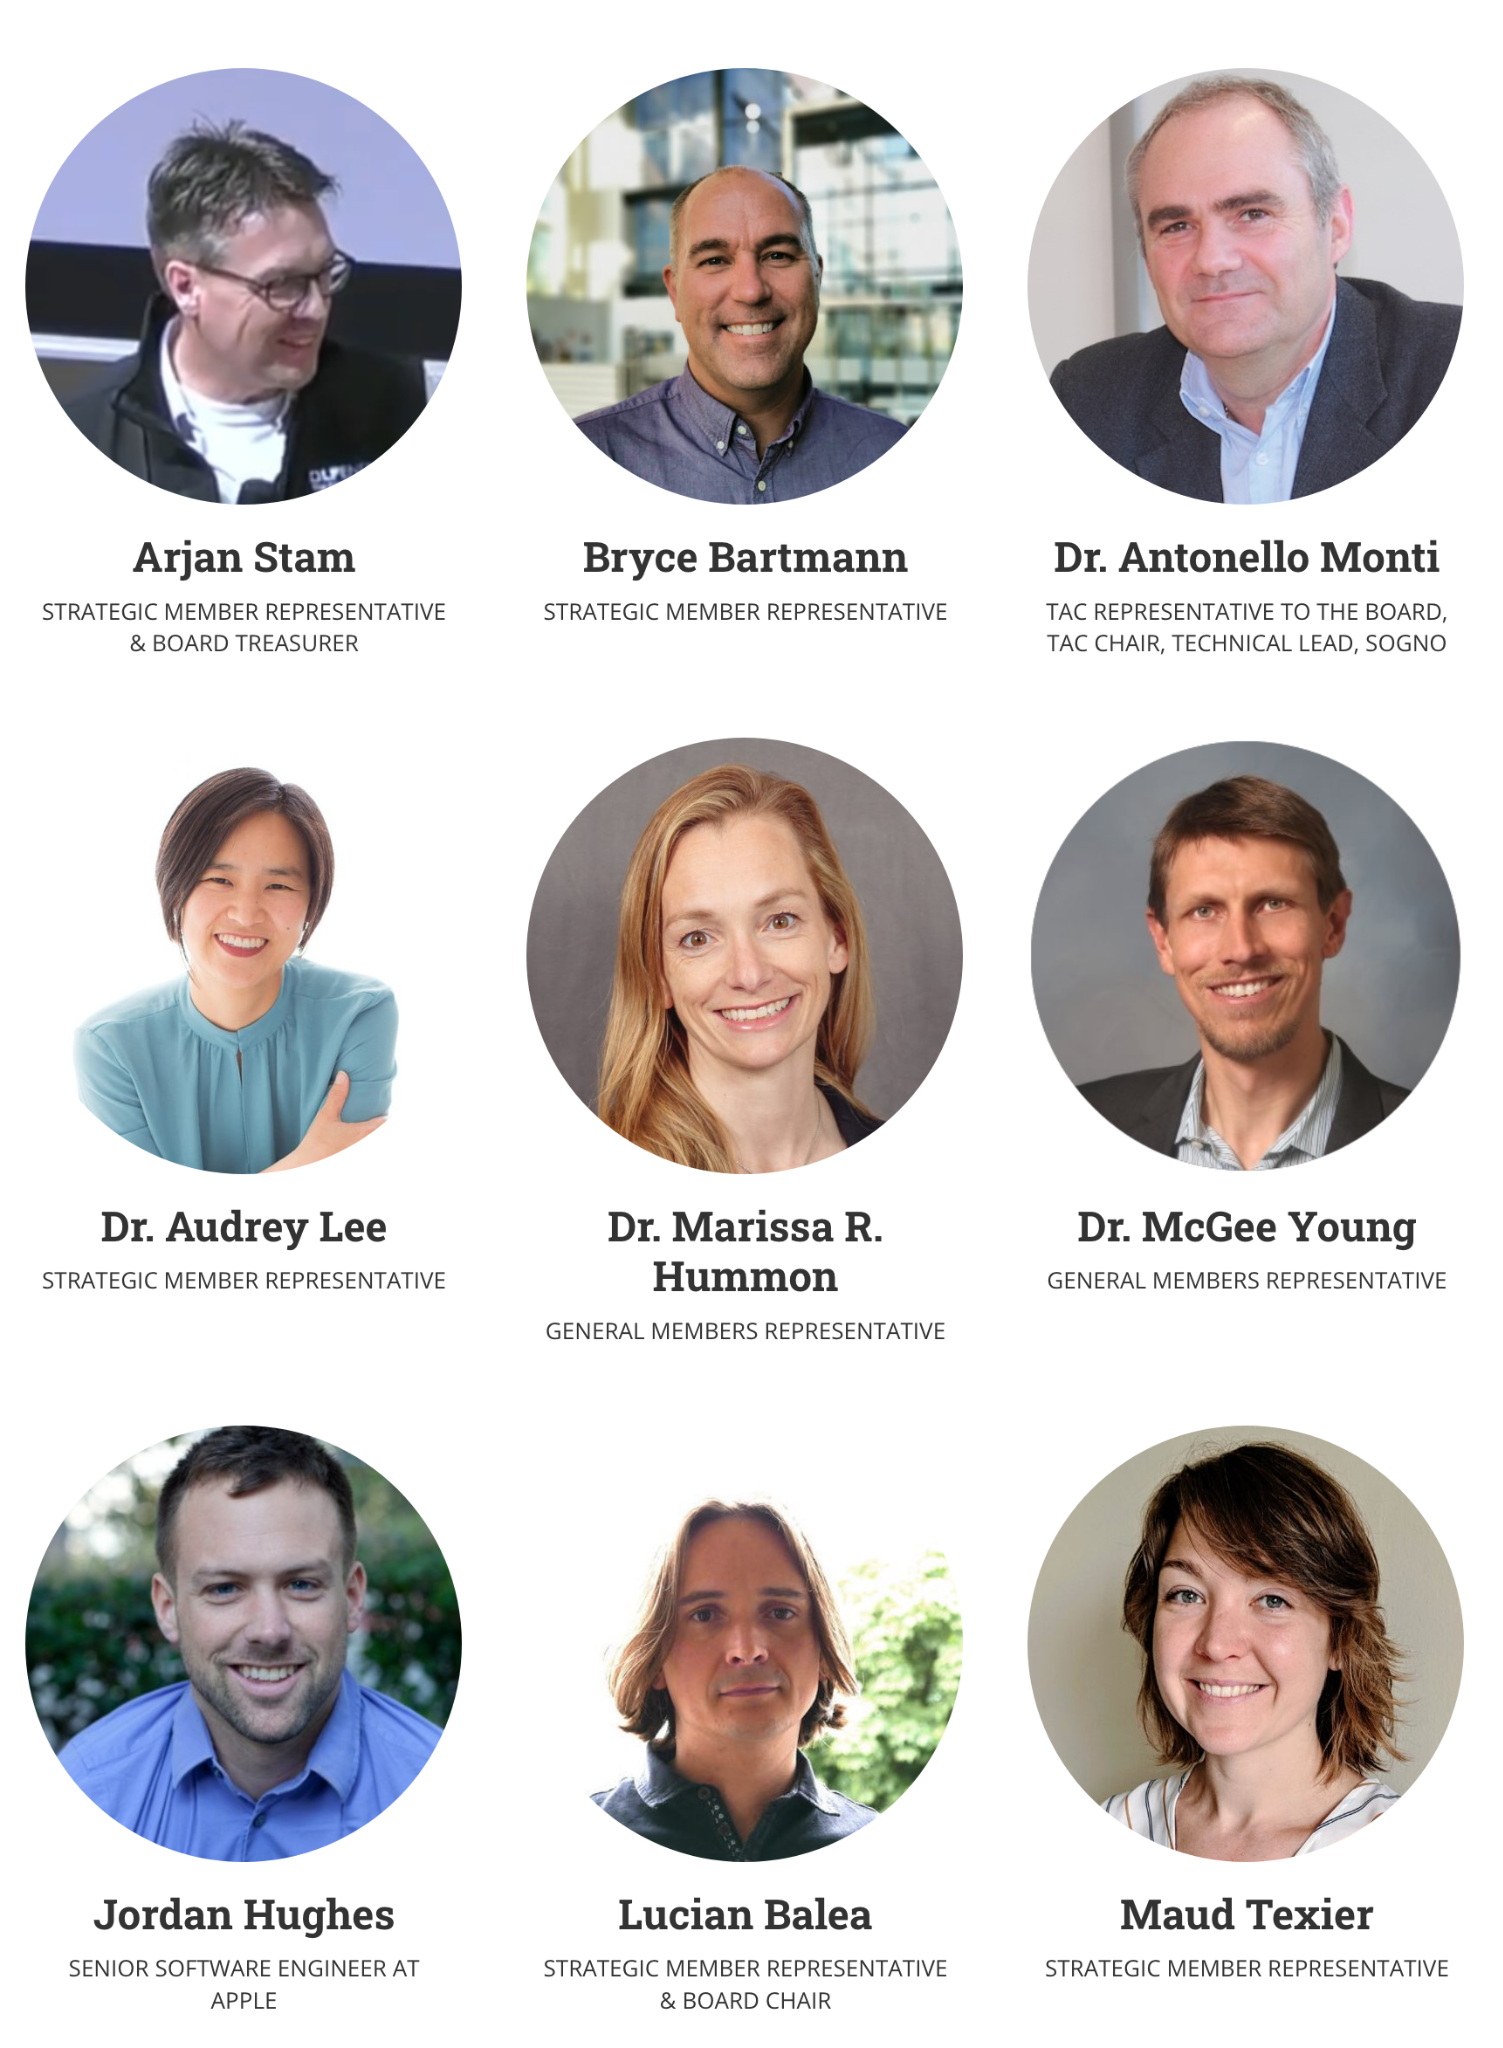 Arjan Stam
STRATEGIC MEMBER REPRESENTATIVE
& BOARD TREASURER
Bryce Bartmann
STRATEGIC MEMBER REPRESENTATIVE
Dr. Antonello Monti
TAC REPRESENTATIVE TO THE BOARD,
TAC CHAIR, TECHNICAL LEAD, SOGNO
Dr. Audrey Lee
STRATEGIC MEMBER REPRESENTATIVE
Dr. Marissa R.
Hummon
GENERAL MEMBERS REPRESENTATIVE
Dr. McGee Young
GENERAL MEMBERS REPRESENTATIVE
Jordan Hughes
SENIOR SOFTWARE ENGINEER AT
APPLE
Lucian Balea
STRATEGIC MEMBER REPRESENTATIVE
& BOARD CHAIR
Maud Texier
STRATEGIC MEMBER REPRESENTATIVE